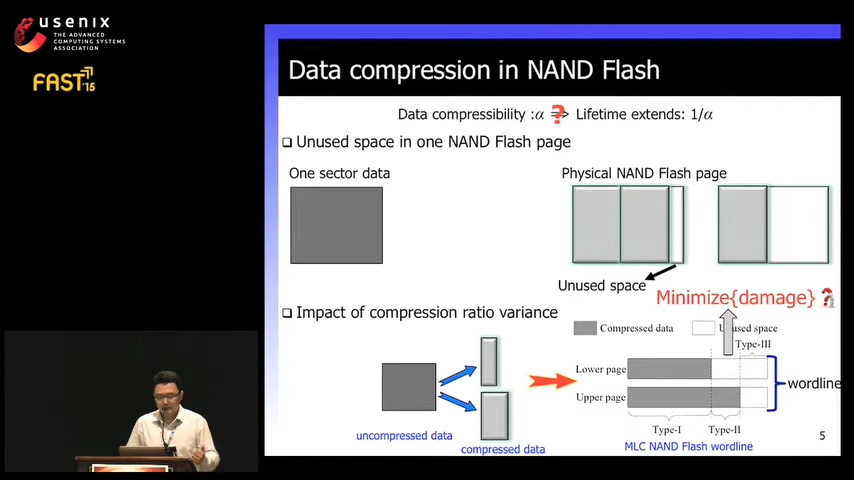 usenix
THE ADVANCED
COMPUTING SYSTEMS
ASSOCIATION
FAST '15
Data compression in NAND Flash
Data compressibility :α => Lifetime extends: 1/α
?
❑ Unused space in one NAND Flash page
One sector data
Physical NAND Flash page
Unused space
Minimize{damage} ?
❑ Impact of compression ratio variance
Compressed data
Unused space
Type-III
Lower page
Upper page
wordline
Type-I
Type-II
uncompressed data
compressed data
MLC NAND Flash wordline
5